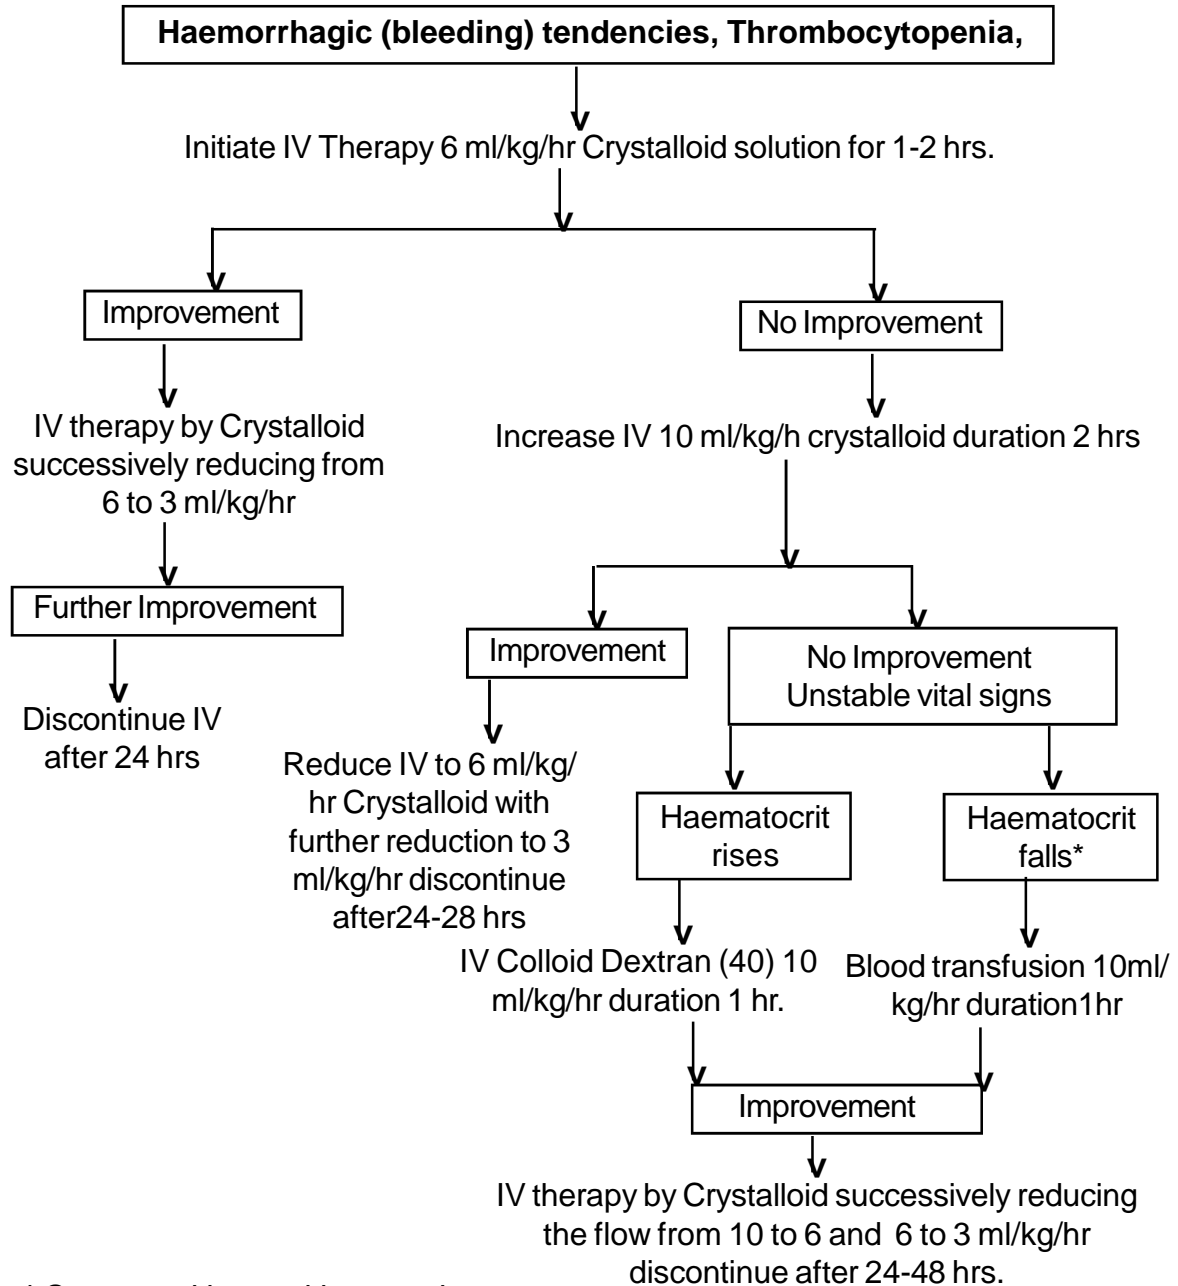 Haemorrhagic (bleeding) tendencies, Thrombocytopenia,
Initiate IV Therapy 6 ml/kg/hr Crystalloid solution for 1-2 hrs.
Improvement
No Improvement
IV therapy by Crystalloid
successively reducing from
6 to 3 ml/kg/hr
Increase IV 10 ml/kg/h crystalloid duration 2 hrs
Further Improvement
Discontinue IV
after 24 hrs
Improvement
No Improvement
Unstable vital signs
Reduce IV to 6 ml/kg/
hr Crystalloid with
further reduction to 3
ml/kg/hr discontinue
after24-28 hrs
Haematocrit
rises
Haematocrit
falls*
IV Colloid Dextran (40) 10
ml/kg/hr duration 1 hr.
Blood transfusion 10ml/
kg/hr duration1hr
Improvement
IV therapy by Crystalloid successively reducing
the flow from 10 to 6 and 6 to 3 ml/kg/hr
discontinue after 24-48 hrs.